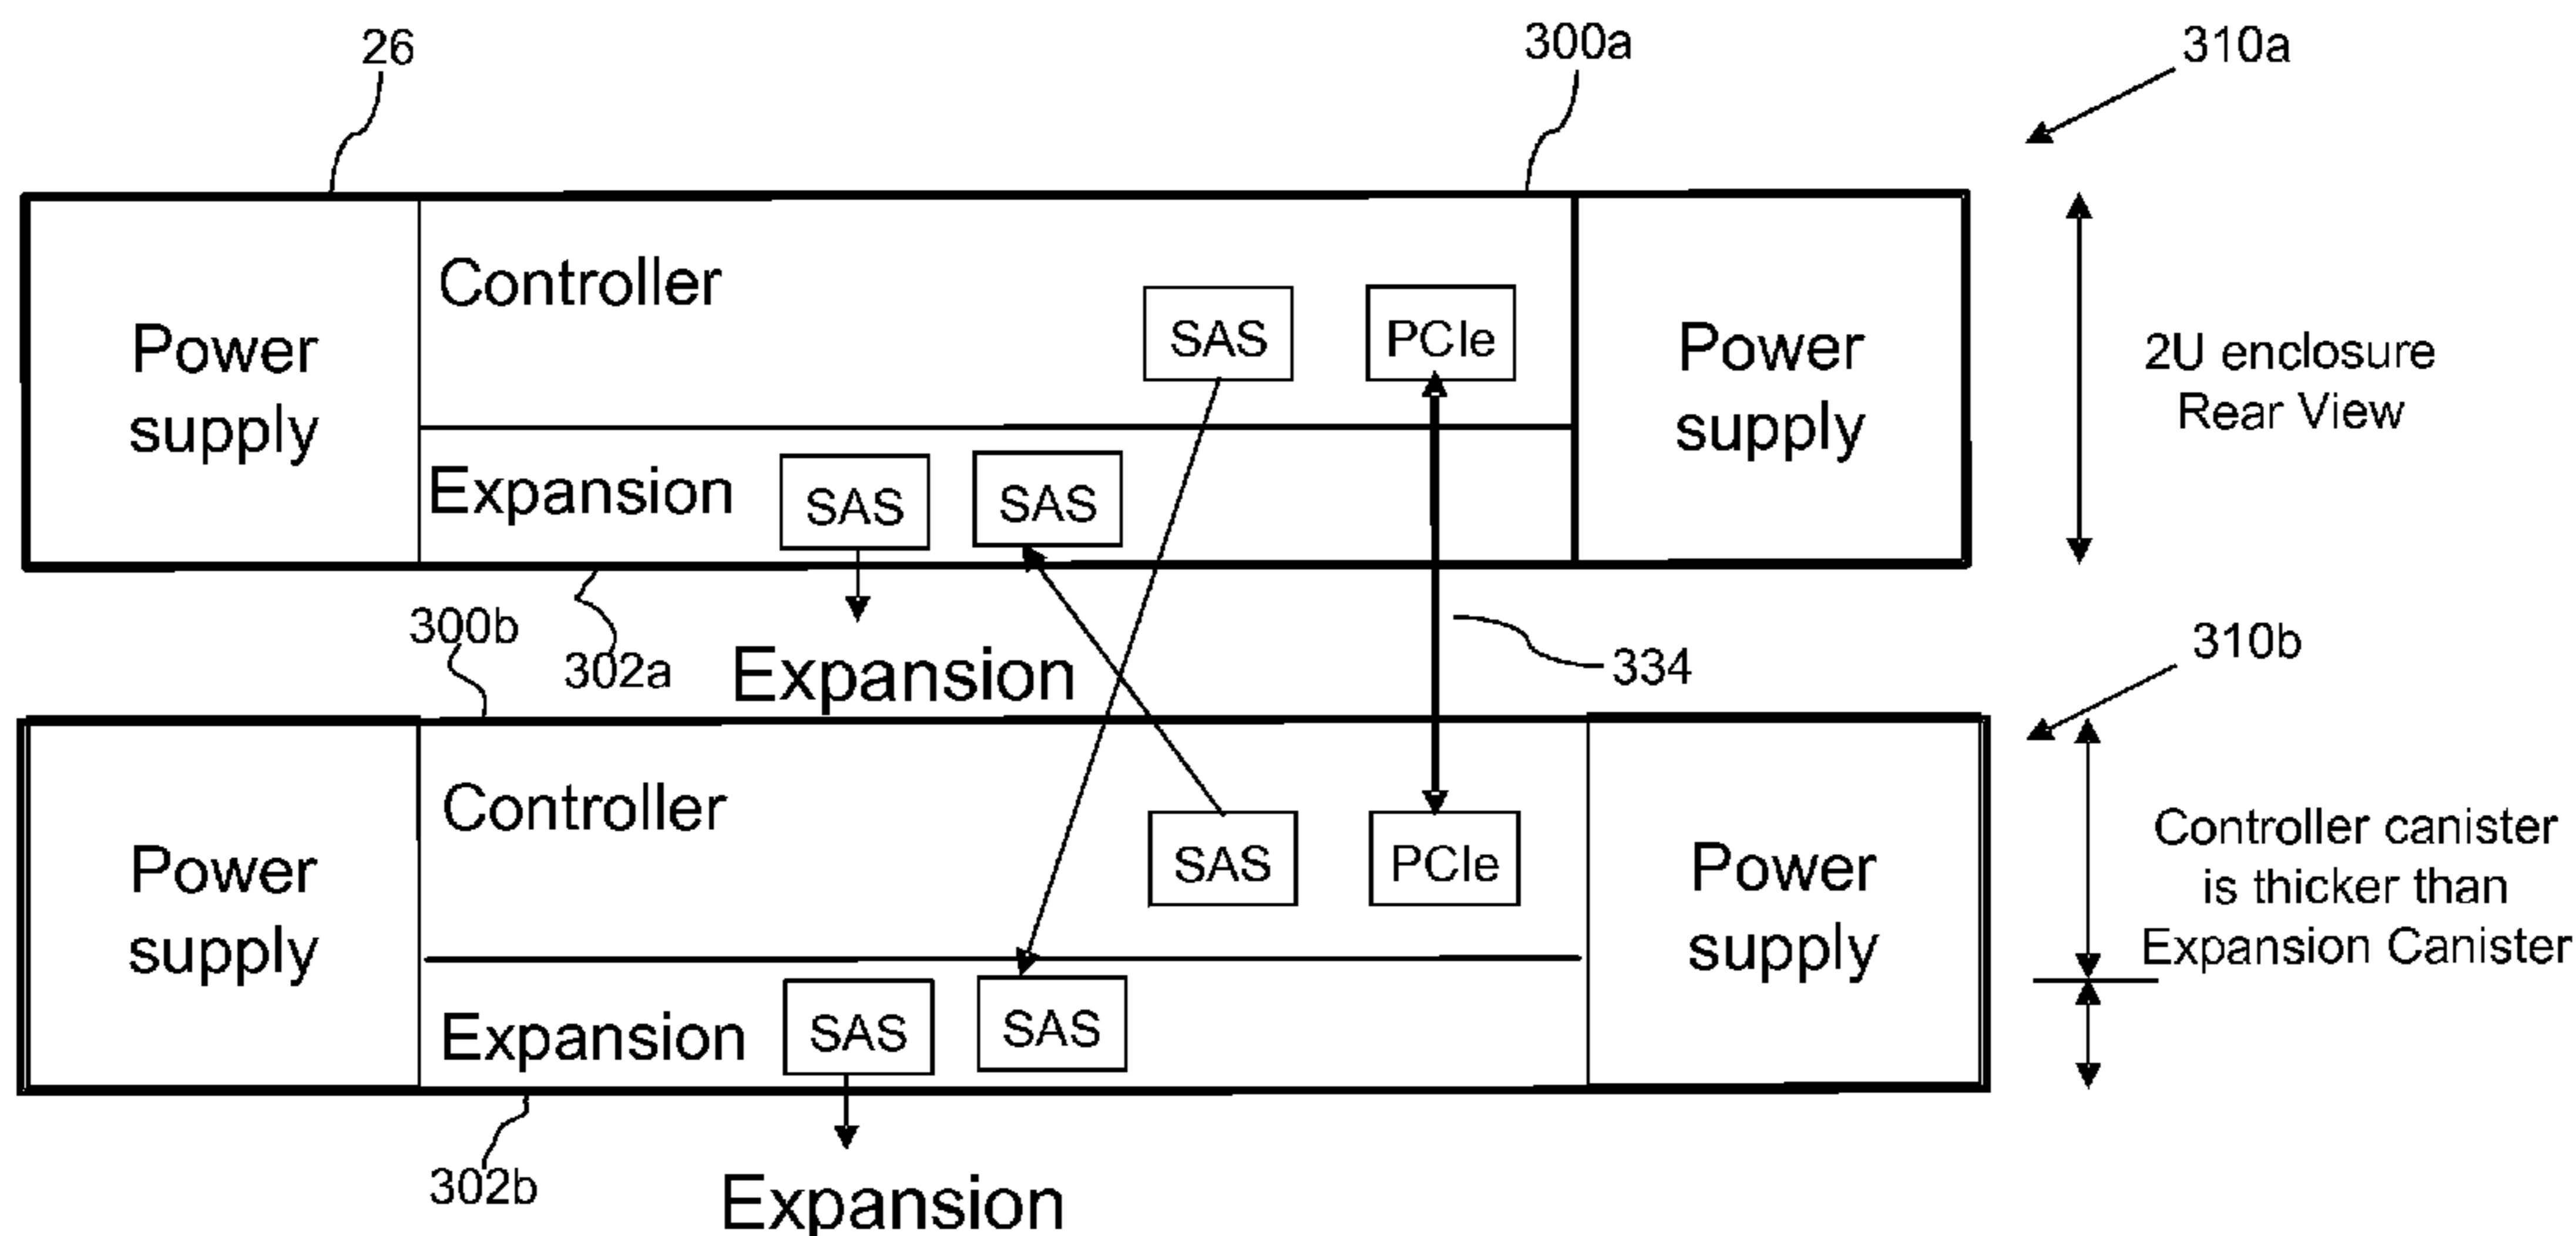 26
300a
310a
Controller
SAS
PCIe
Power
supply
Power
supply
2U enclosure
Rear View
Expansion
SAS
SAS
300b
302a
Expansion
334
310b
Controller
SAS
PCIe
Power
supply
Power
supply
Controller canister
is thicker than
Expansion Canister
Expansion
SAS
SAS
302b
Expansion